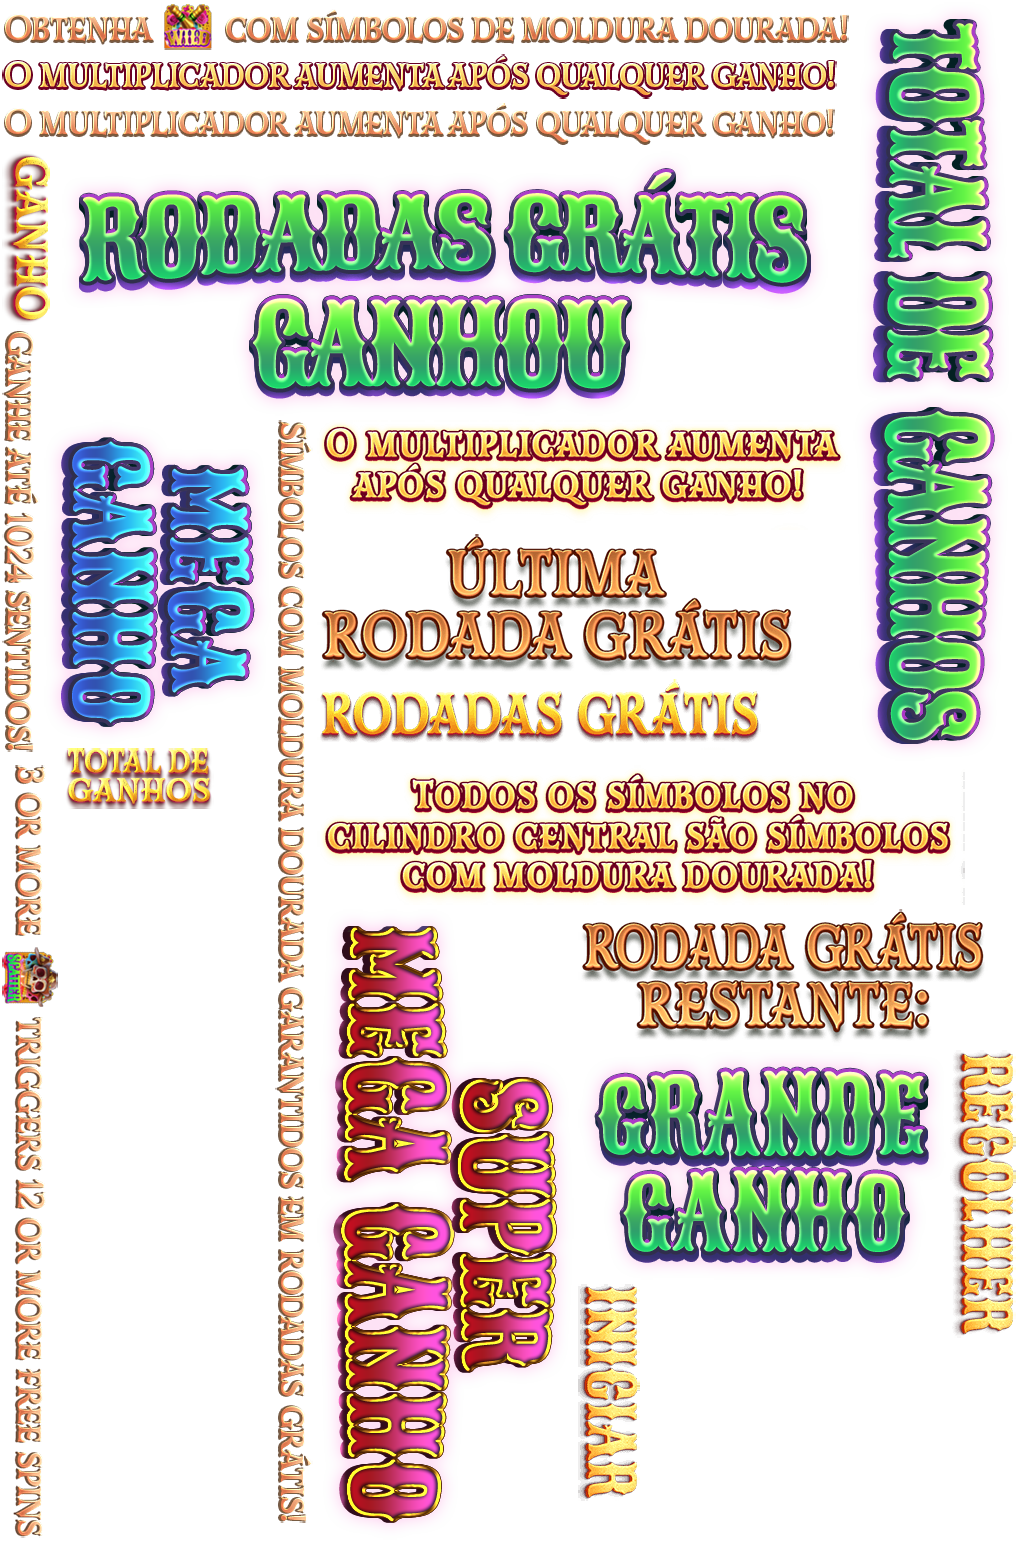 OBTENHA WILD COM SÍMBOLOS DE MOLDURA DOURADA!
O MULTIPLICADOR AUMENTA APÓS QUALQUER GANHO!
O MULTIPLICADOR AUMENTA APÓS QUALQUER GANHO!
GANHO
RODADAS GRÁTIS
GANHOU
TOTAL DE GANHOS
GANHE ATÉ 1024 SENTIDOS!
MEGA
GANHO
SÍMBOLOS COM MOLDURA DOURADA GARANTIDOS EM RODADAS GRÁTIS!
O MULTIPLICADOR AUMENTA
APÓS QUALQUER GANHO!
ÚLTIMA
RODADA GRÁTIS
RODADAS GRÁTIS
TOTAL DE
GANHOS
3 OR MORE SCATTER TRIGGERS 12 OR MORE FREE SPINS
TODOS OS SÍMBOLOS NO
CILINDRO CENTRAL SÃO SÍMBOLOS
COM MOLDURA DOURADA!
RODADA GRÁTIS
RESTANTE:
SUPER
MEGA GANHO
GRANDE
GANHO
RECOLHER
INICIAR